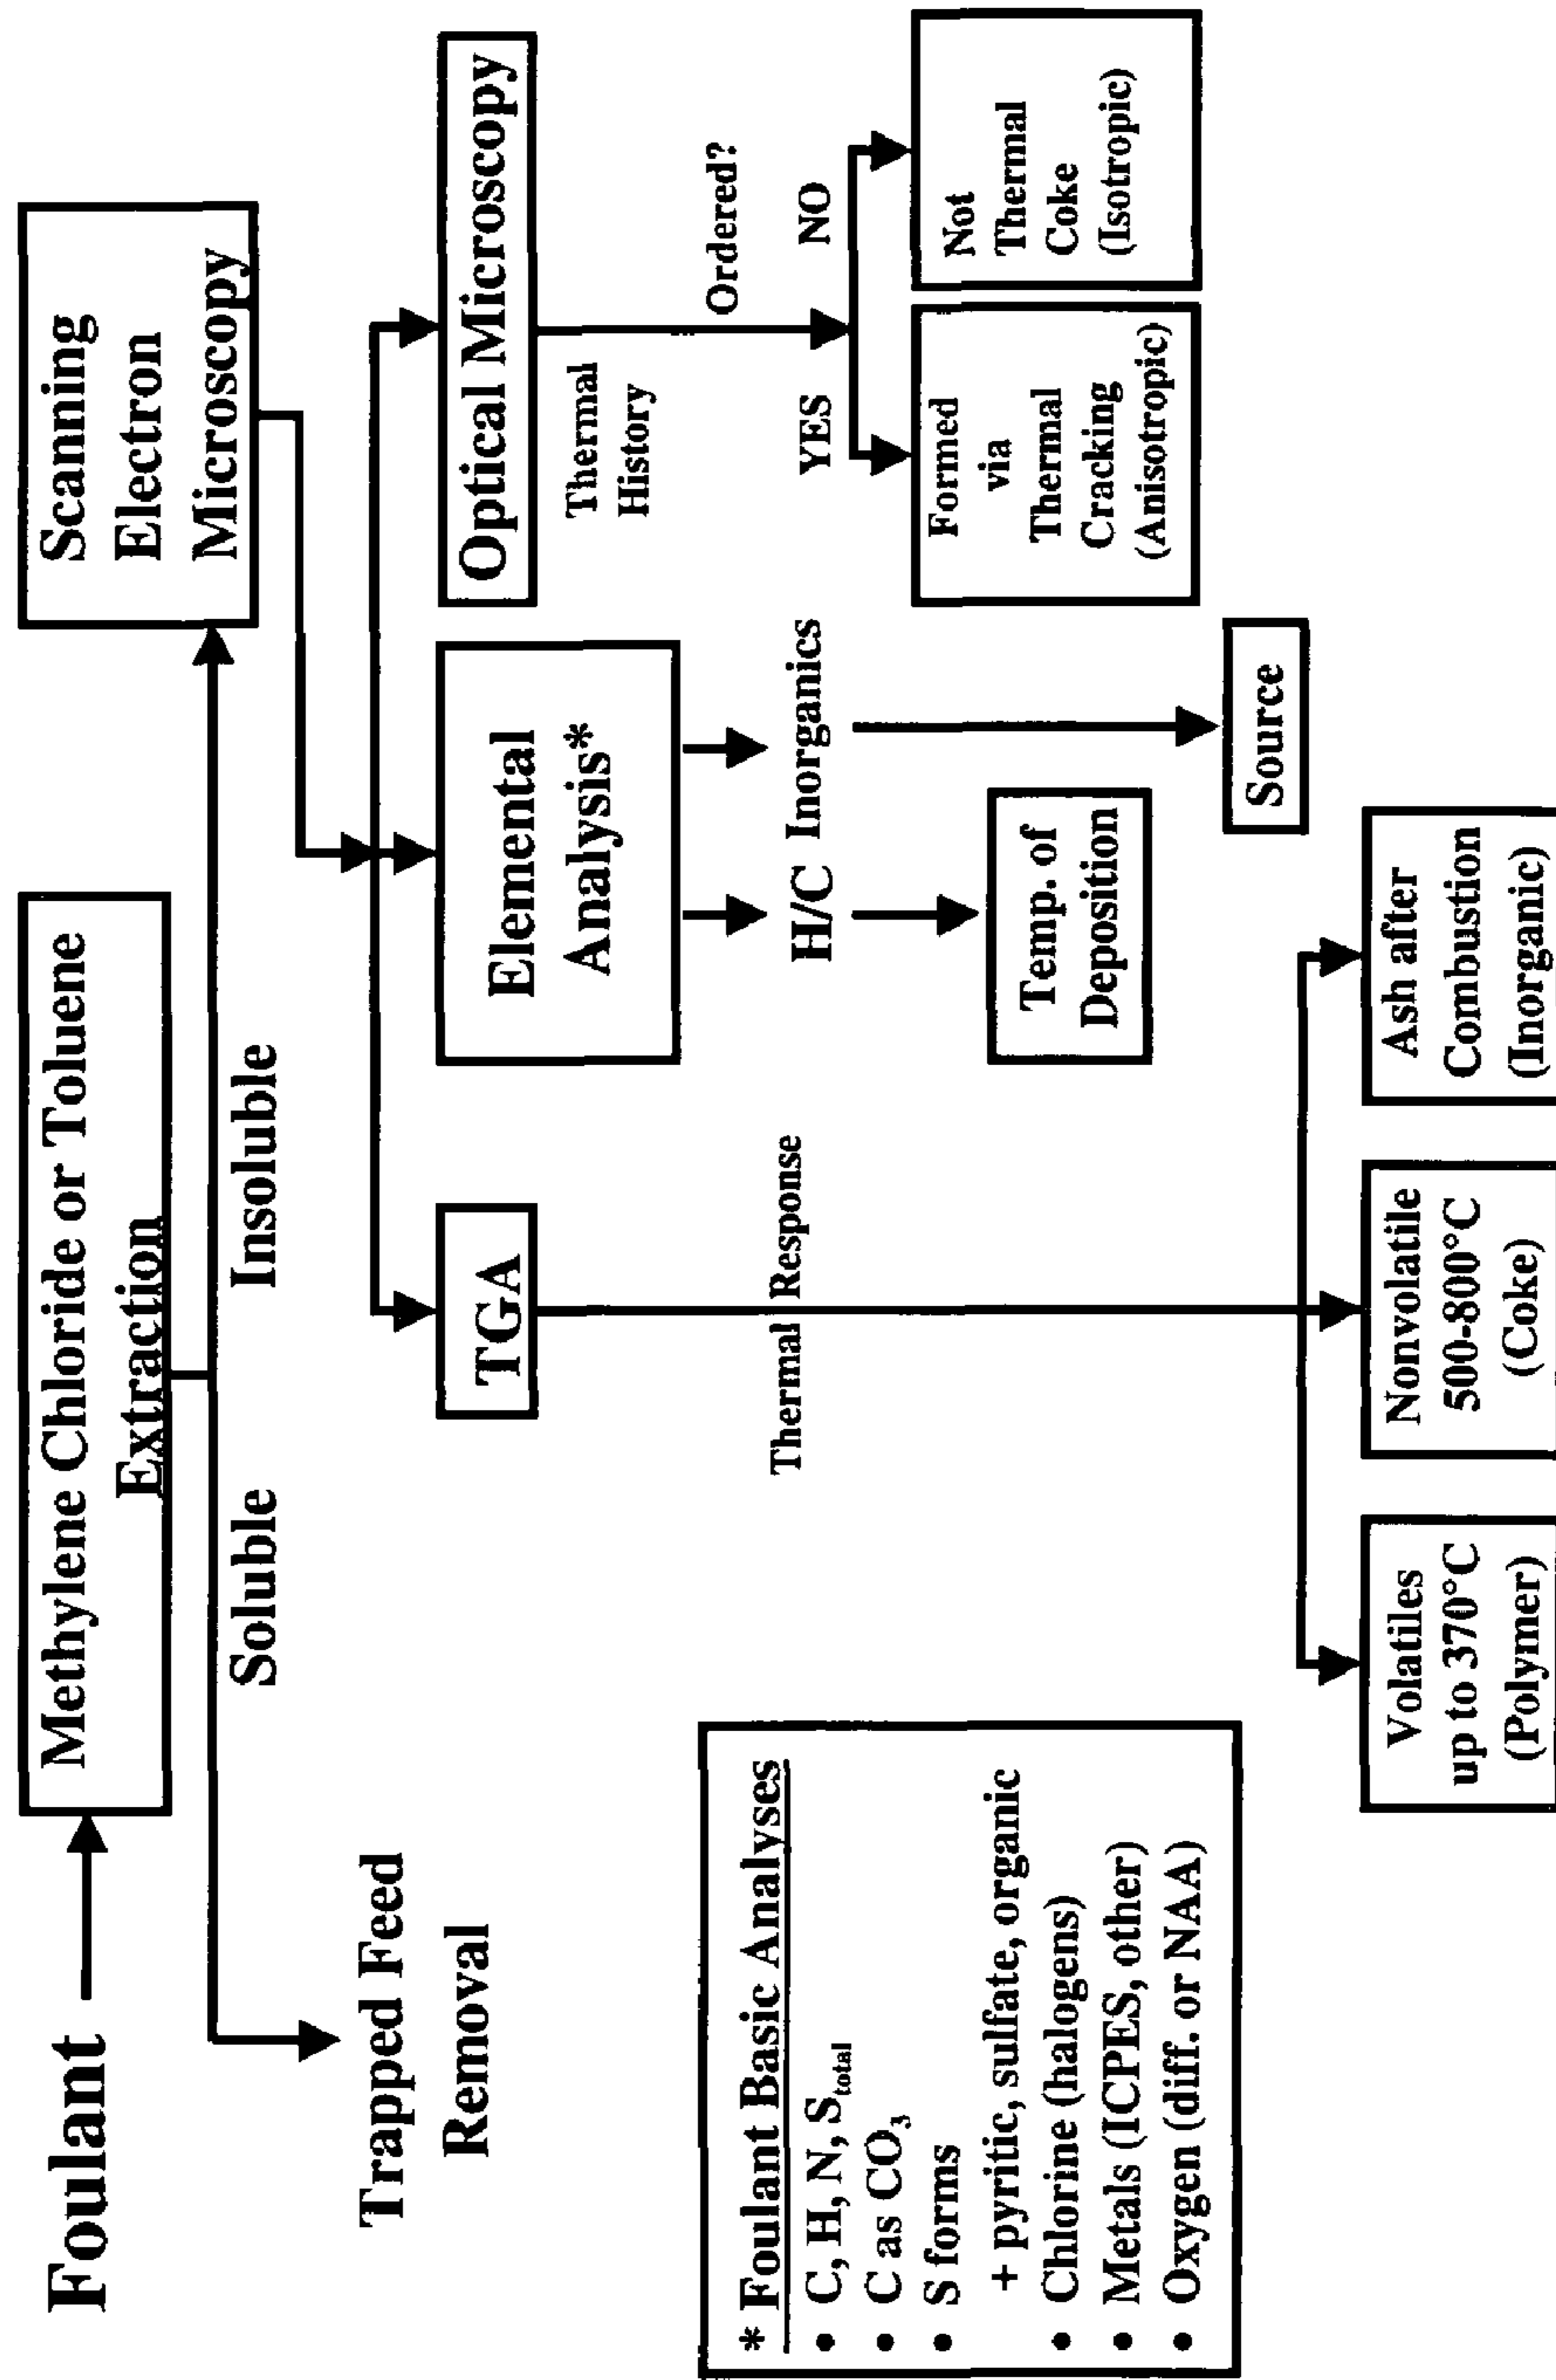 Foulant
Methylene Chloride or Toluene
Extraction
Scanning
Electron
Microscopy
Soluble
Insoluble
Trapped Feed
Removal
TGA
Elemental
Analysis*
Optical Microscopy
Thermal Response
H/C
Inorganics
Thermal
History
Ordered?
YES
NO
Temp. of
Deposition
Source
Formed
via
Thermal
Cracking
(Anisotropic)
Not
Thermal
Coke
(Isotropic)
* Foulant Basic Analyses
• C, H, N, Stotal
• C as CO3
• S forms
+ pyritic, sulfate, organic
• Chlorine (halogens)
• Metals (ICPES, other)
• Oxygen (diff. or NAA)
Volatiles
up to 370°C
(Polymer)
Nonvolatile
500-800°C
(Coke)
Ash after
Combustion
(Inorganic)